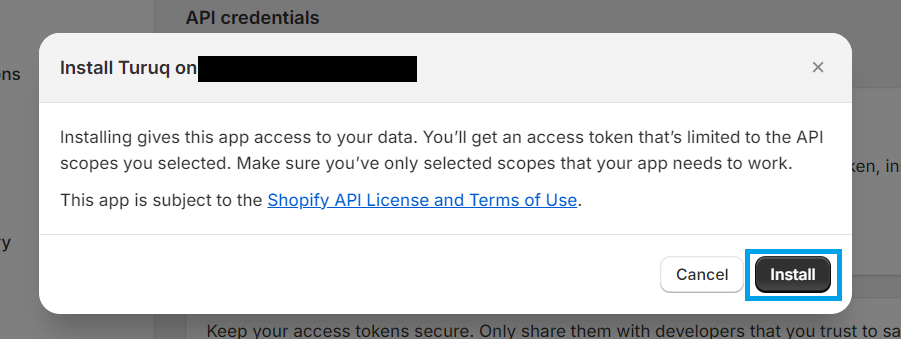 API credentials
Install Turuq on
ons
Installing gives this app access to your data. You'll get an access token that's limited to the API
scopes you selected. Make sure you've only selected scopes that your app needs to work.
ken, ins
This app is subject to the Shopify API License and Terms of Use.
ry
Cancel
Install
Keep your access tokens secure. Only share them with developers that you trust to sa